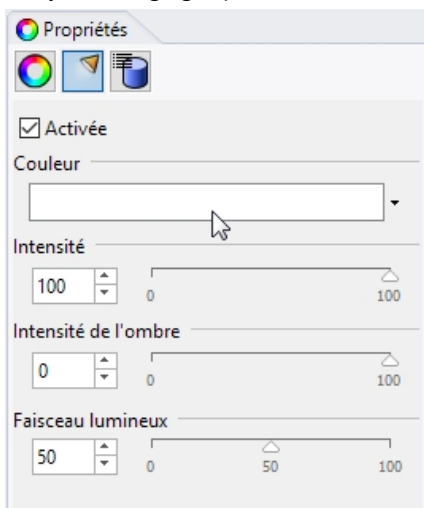 Propriétés
Activée
Couleur
Intensité
100
0 100
Intensité de l'ombre
0
0 100
Faisceau lumineux
50
0 50 100